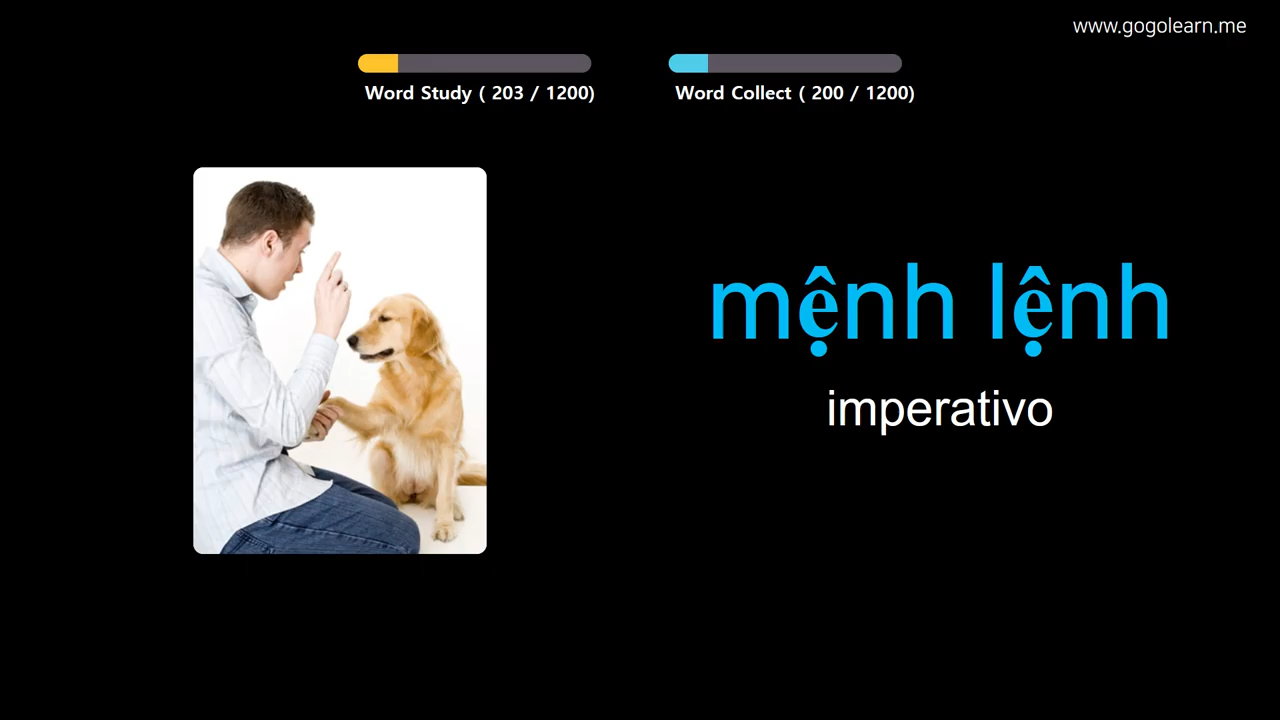 www.gogolearn.me
Word Study ( 203 / 1200)
Word Collect ( 200 / 1200)
mệnh lệnh
imperativo